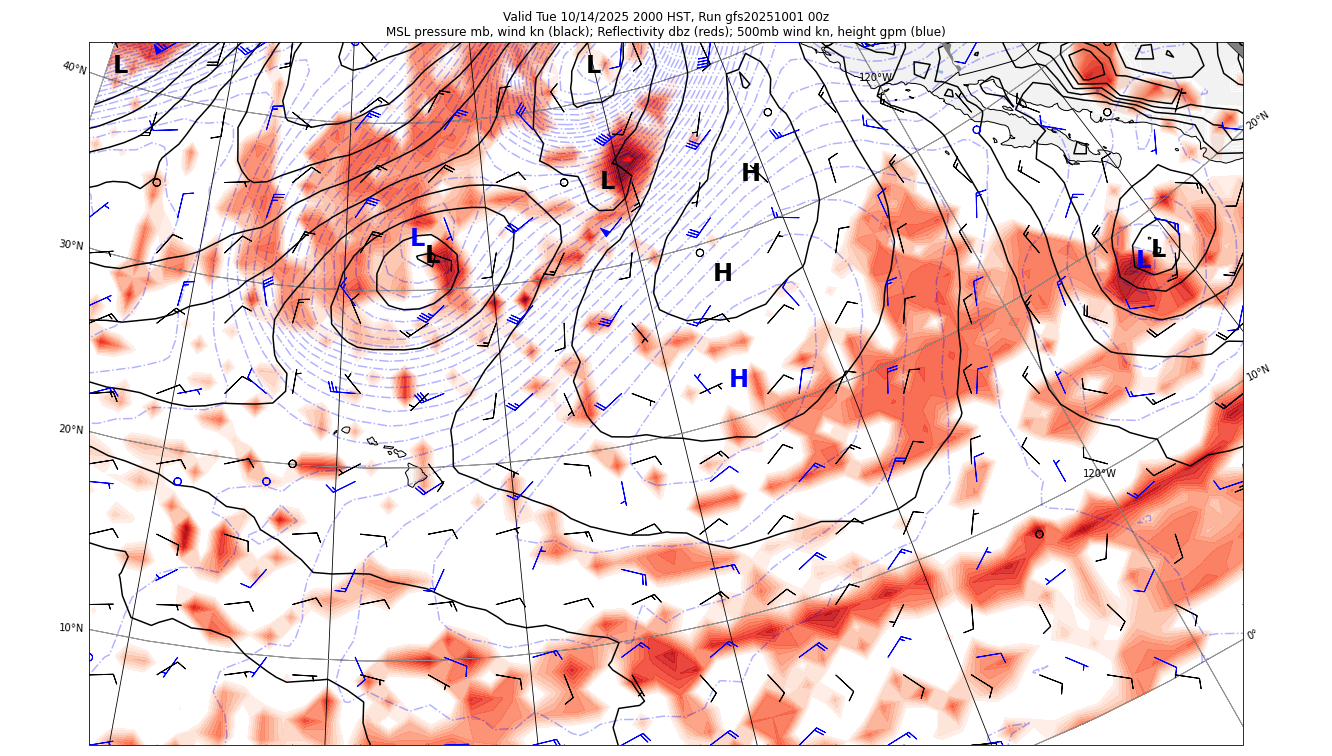 Valid Tue 10/14/2025 2000 HST, Run gfs20251001 00z
MSL pressure mb, wind kn (black); Reflectivity dbz (reds); 500mb wind kn, height gpm (blue)
40°N
L
L
120°W
20°N
H
L
30°N
L
L
L
L
H
H
10°N
20°N
120°W
10°N
0°